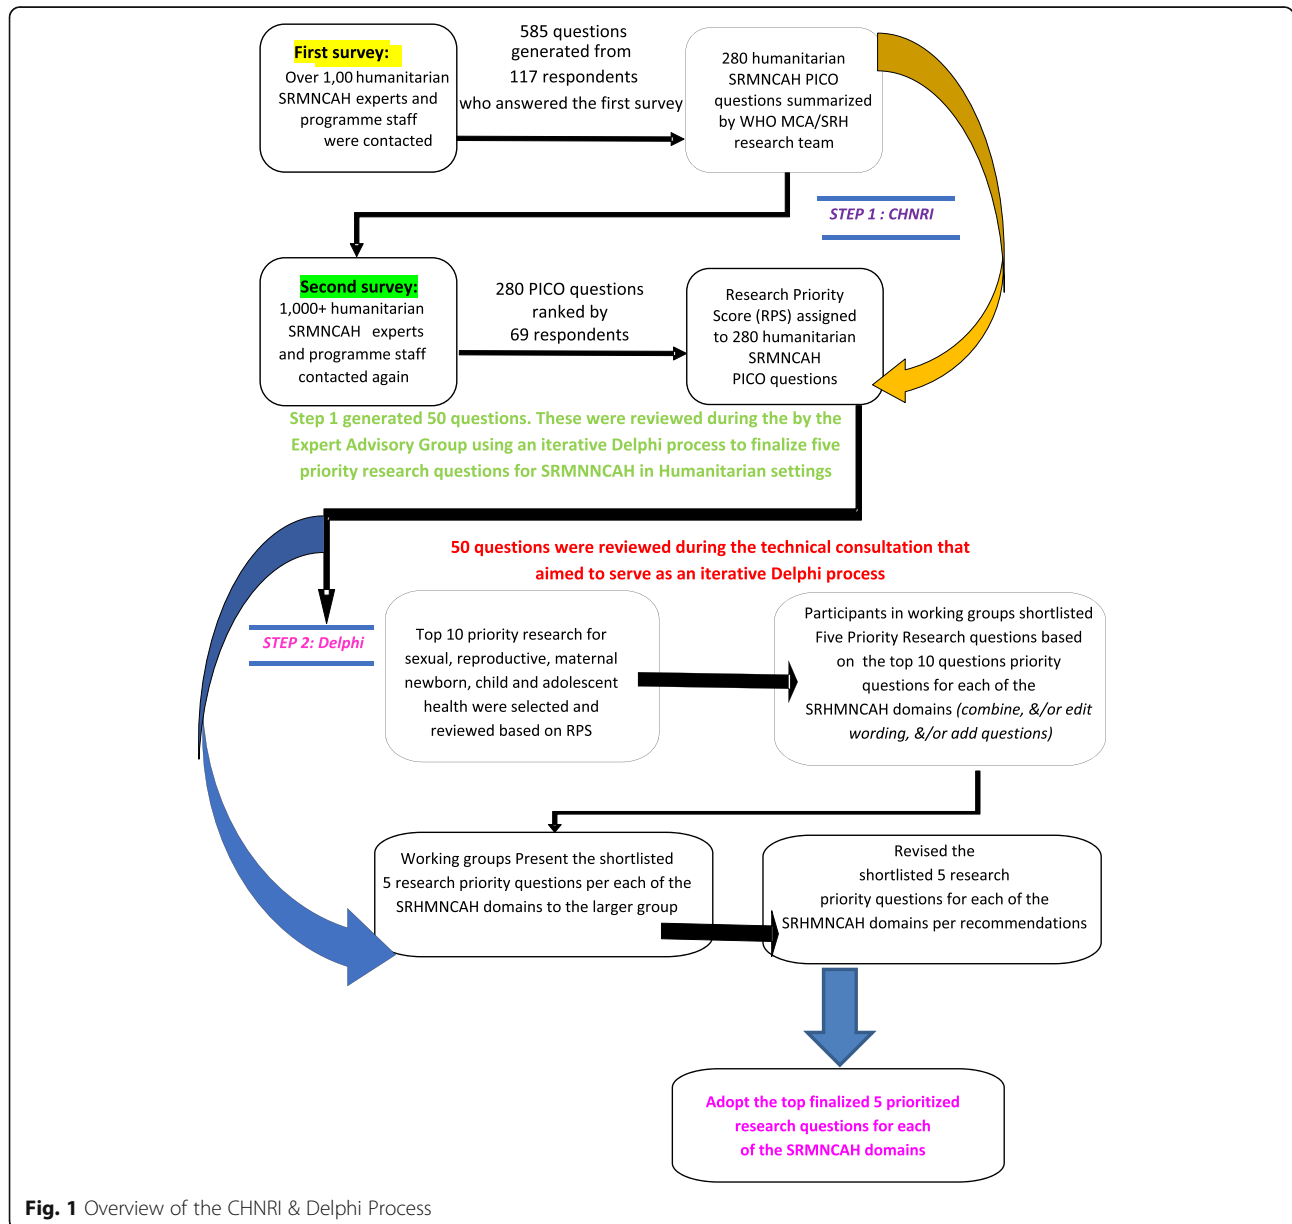 First survey:
Over 1,00 humanitarian
SRMNCAH experts and
programme staff
were contacted
585 questions
generated from
117 respondents
who answered the first survey
280 humanitarian
SRMNCAH PICO
questions summarized
by WHO MCA/SRH
research team
STEP 1 : CHNRI
Second survey:
1,000+ humanitarian
SRMNCAH experts
and programme staff
contacted again
280 PICO questions
ranked by
69 respondents
Research Priority
Score (RPS) assigned
to 280 humanitarian
SRMNCAH
PICO questions
Step 1 generated 50 questions. These were reviewed during the by the
Expert Advisory Group using an iterative Delphi process to finalize five
priority research questions for SRMNNCAH in Humanitarian settings
50 questions were reviewed during the technical consultation that
aimed to serve as an iterative Delphi process
STEP 2: Delphi
Top 10 priority research for
sexual, reproductive, maternal
newborn, child and adolescent
health were selected and
reviewed based on RPS
Participants in working groups shortlisted
Five Priority Research questions based
on the top 10 questions priority
questions for each of the
SRHMNCAH domains (combine, &/or edit
wording, &/or add questions)
Working groups Present the shortlisted
5 research priority questions per each of the
SRHMNCAH domains to the larger group
Revised the
shortlisted 5 research
priority questions for each of the
SRHMNCAH domains per recommendations
Adopt the top finalized 5 prioritized
research questions for each
of the SRMNCAH domains
Fig. 1 Overview of the CHNRI & Delphi Process